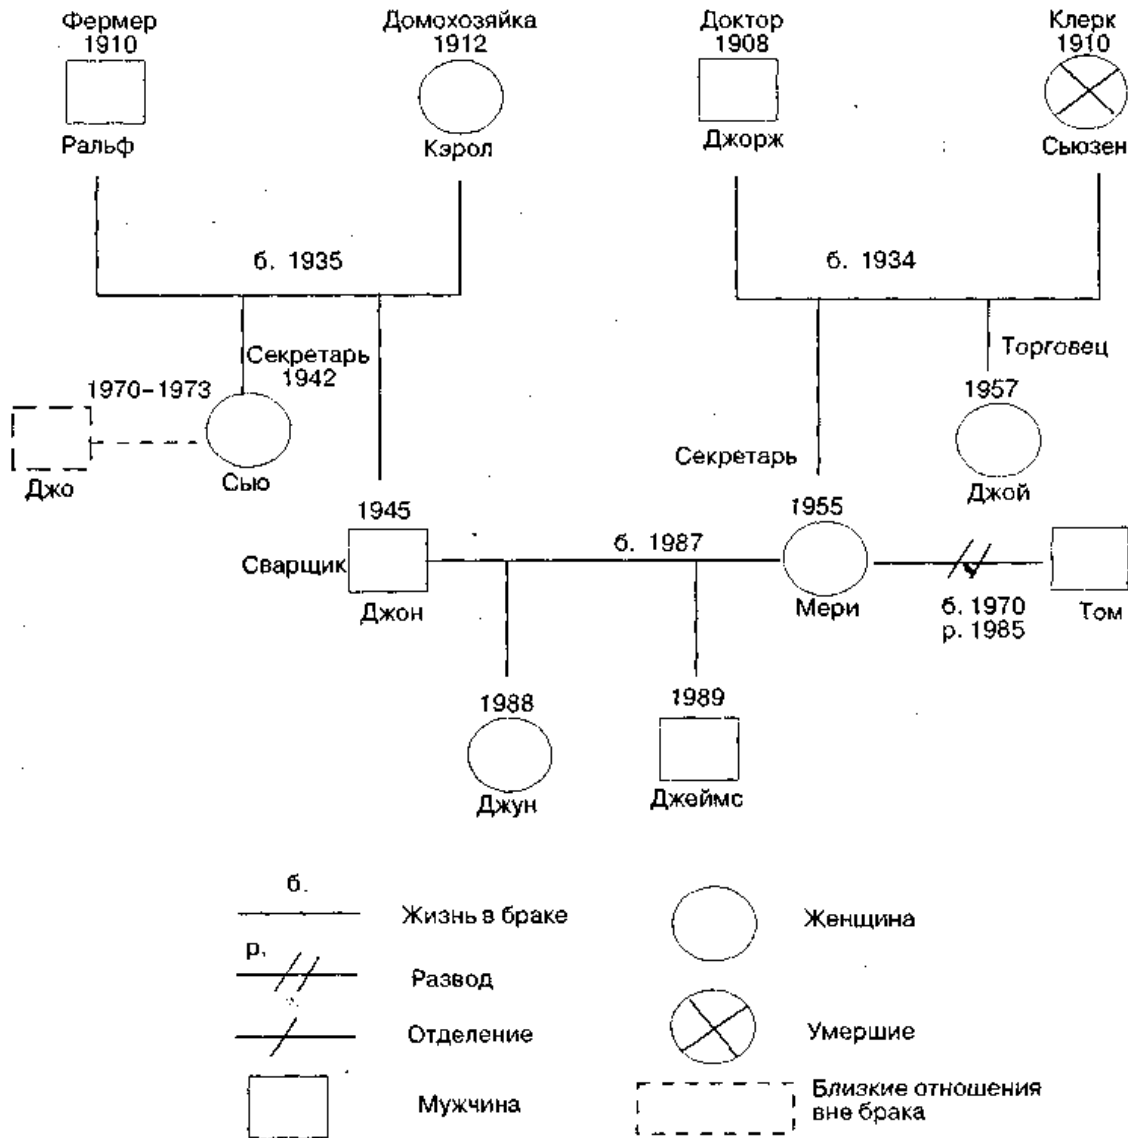 Фермер
1910
Домохозяйка
1912
Доктор
1908
Клерк
1910
Ральф
Кэрол
Джорж
Сьюзен
б. 1935
б. 1934
Секретарь
1942
1970-1973
Джо
Сью
Торговец
1957
Джой
Секретарь
1945
Сварщик
Джон
б. 1987
1955
Мери
б. 1970
р. 1985
Том
1988
Джун
1989
Джеймс
б.
Жизнь в браке
Женщина
р.
Развод
Отделение
Умершие
Мужчина
Близкие отношения
вне брака